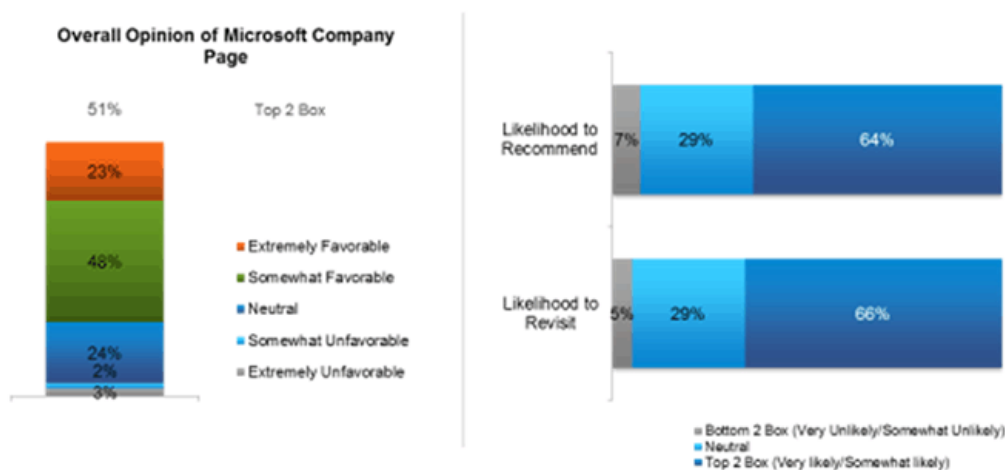 Overall Opinion of Microsoft Company
Page
51%
Top 2 Box
23%
48%
24%
2%
3%
Extremely Favorable
Somewhat Favorable
Neutral
Somewhat Unfavorable
Extremely Unfavorable
Likelihood to
Recommend
7%
29%
64%
Likelihood to
Revisit
5%
29%
66%
Bottom 2 Box (Very Unlikely/Somewhat Unlikely)
Neutral
Top 2 Box (Very likely/Somewhat likely)